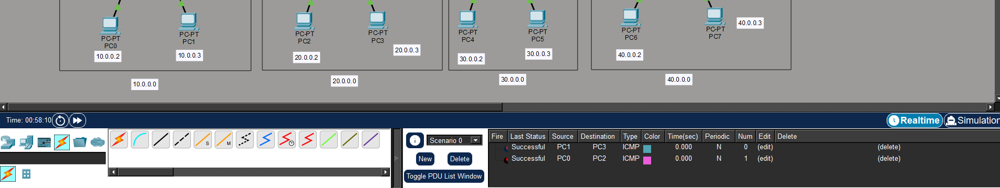 PC-PT
PC0
10.0.0.2
PC-PT
PC1
10.0.0.3
10.0.0.0
PC-PT
PC2
20.0.0.2
PC-PT
PC3
20.0.0.3
20.0.0.0
PC-PT
PC4
30.0.0.2
PC-PT
PC5
30.0.0.3
30.0.0.0
PC-PT
PC6
40.0.0.2
PC-PT
PC7
40.0.0.3
40.0.0.0
Time: 00:58:10
Realtime
Simulation
S
M
i
Scenario 0
New
Delete
Toggle PDU List Window
Fire Last Status Source Destination Type Color Time(sec) Periodic Num Edit Delete
Successful PC1 PC3 ICMP 0.000 N 0 (edit) (delete)
Successful PC0 PC2 ICMP 0.000 N 1 (edit) (delete)